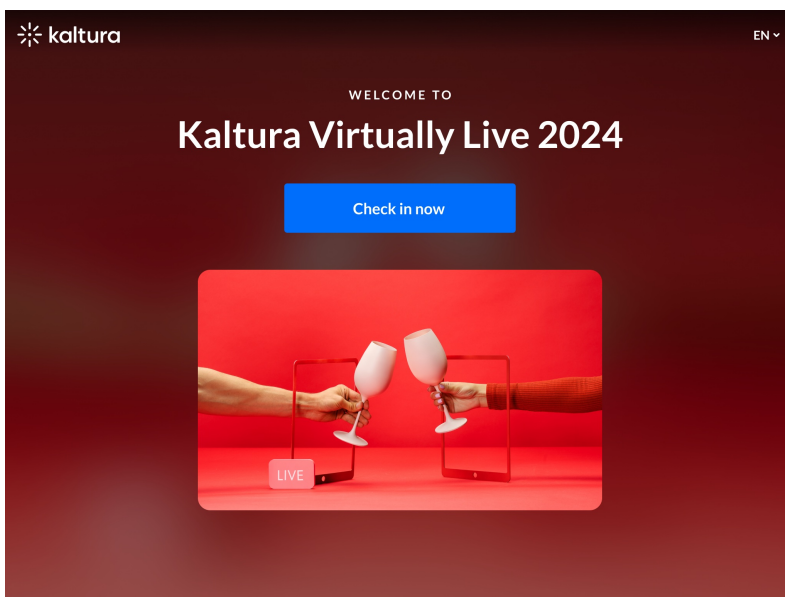 kaltura
EN
WELCOME TO
Kaltura Virtually Live 2024
Check in now
LIVE